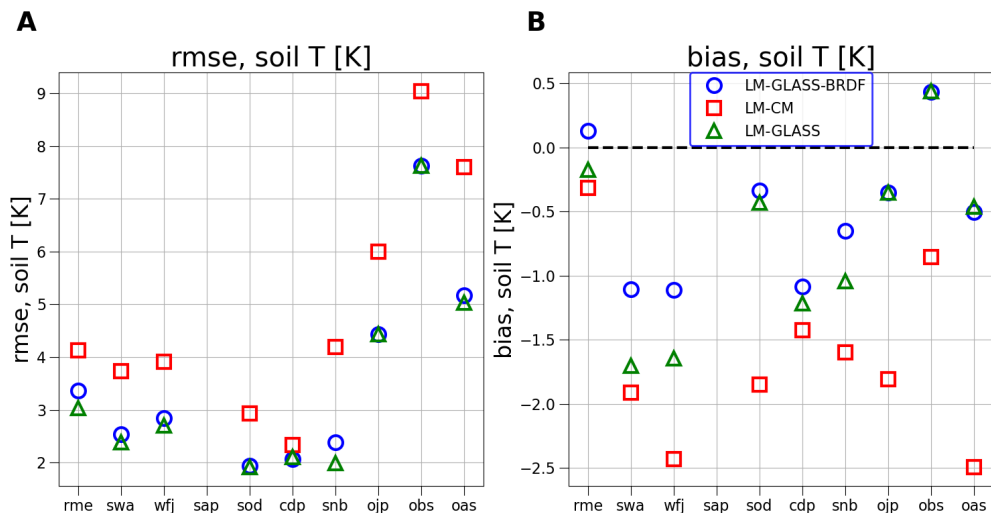 A
rmse, soil T [K]
rmse, soil T [K]
9
8
7
6
5
4
3
2
rme swa wfj sap sod cdp snb ojp obs oas
B
bias, soil T [K]
bias, soil T [K]
LM-GLASS-BRDF
LM-CM
LM-GLASS
0.5
0.0
−0.5
−1.0
−1.5
−2.0
−2.5
rme swa wfj sap sod cdp snb ojp obs oas